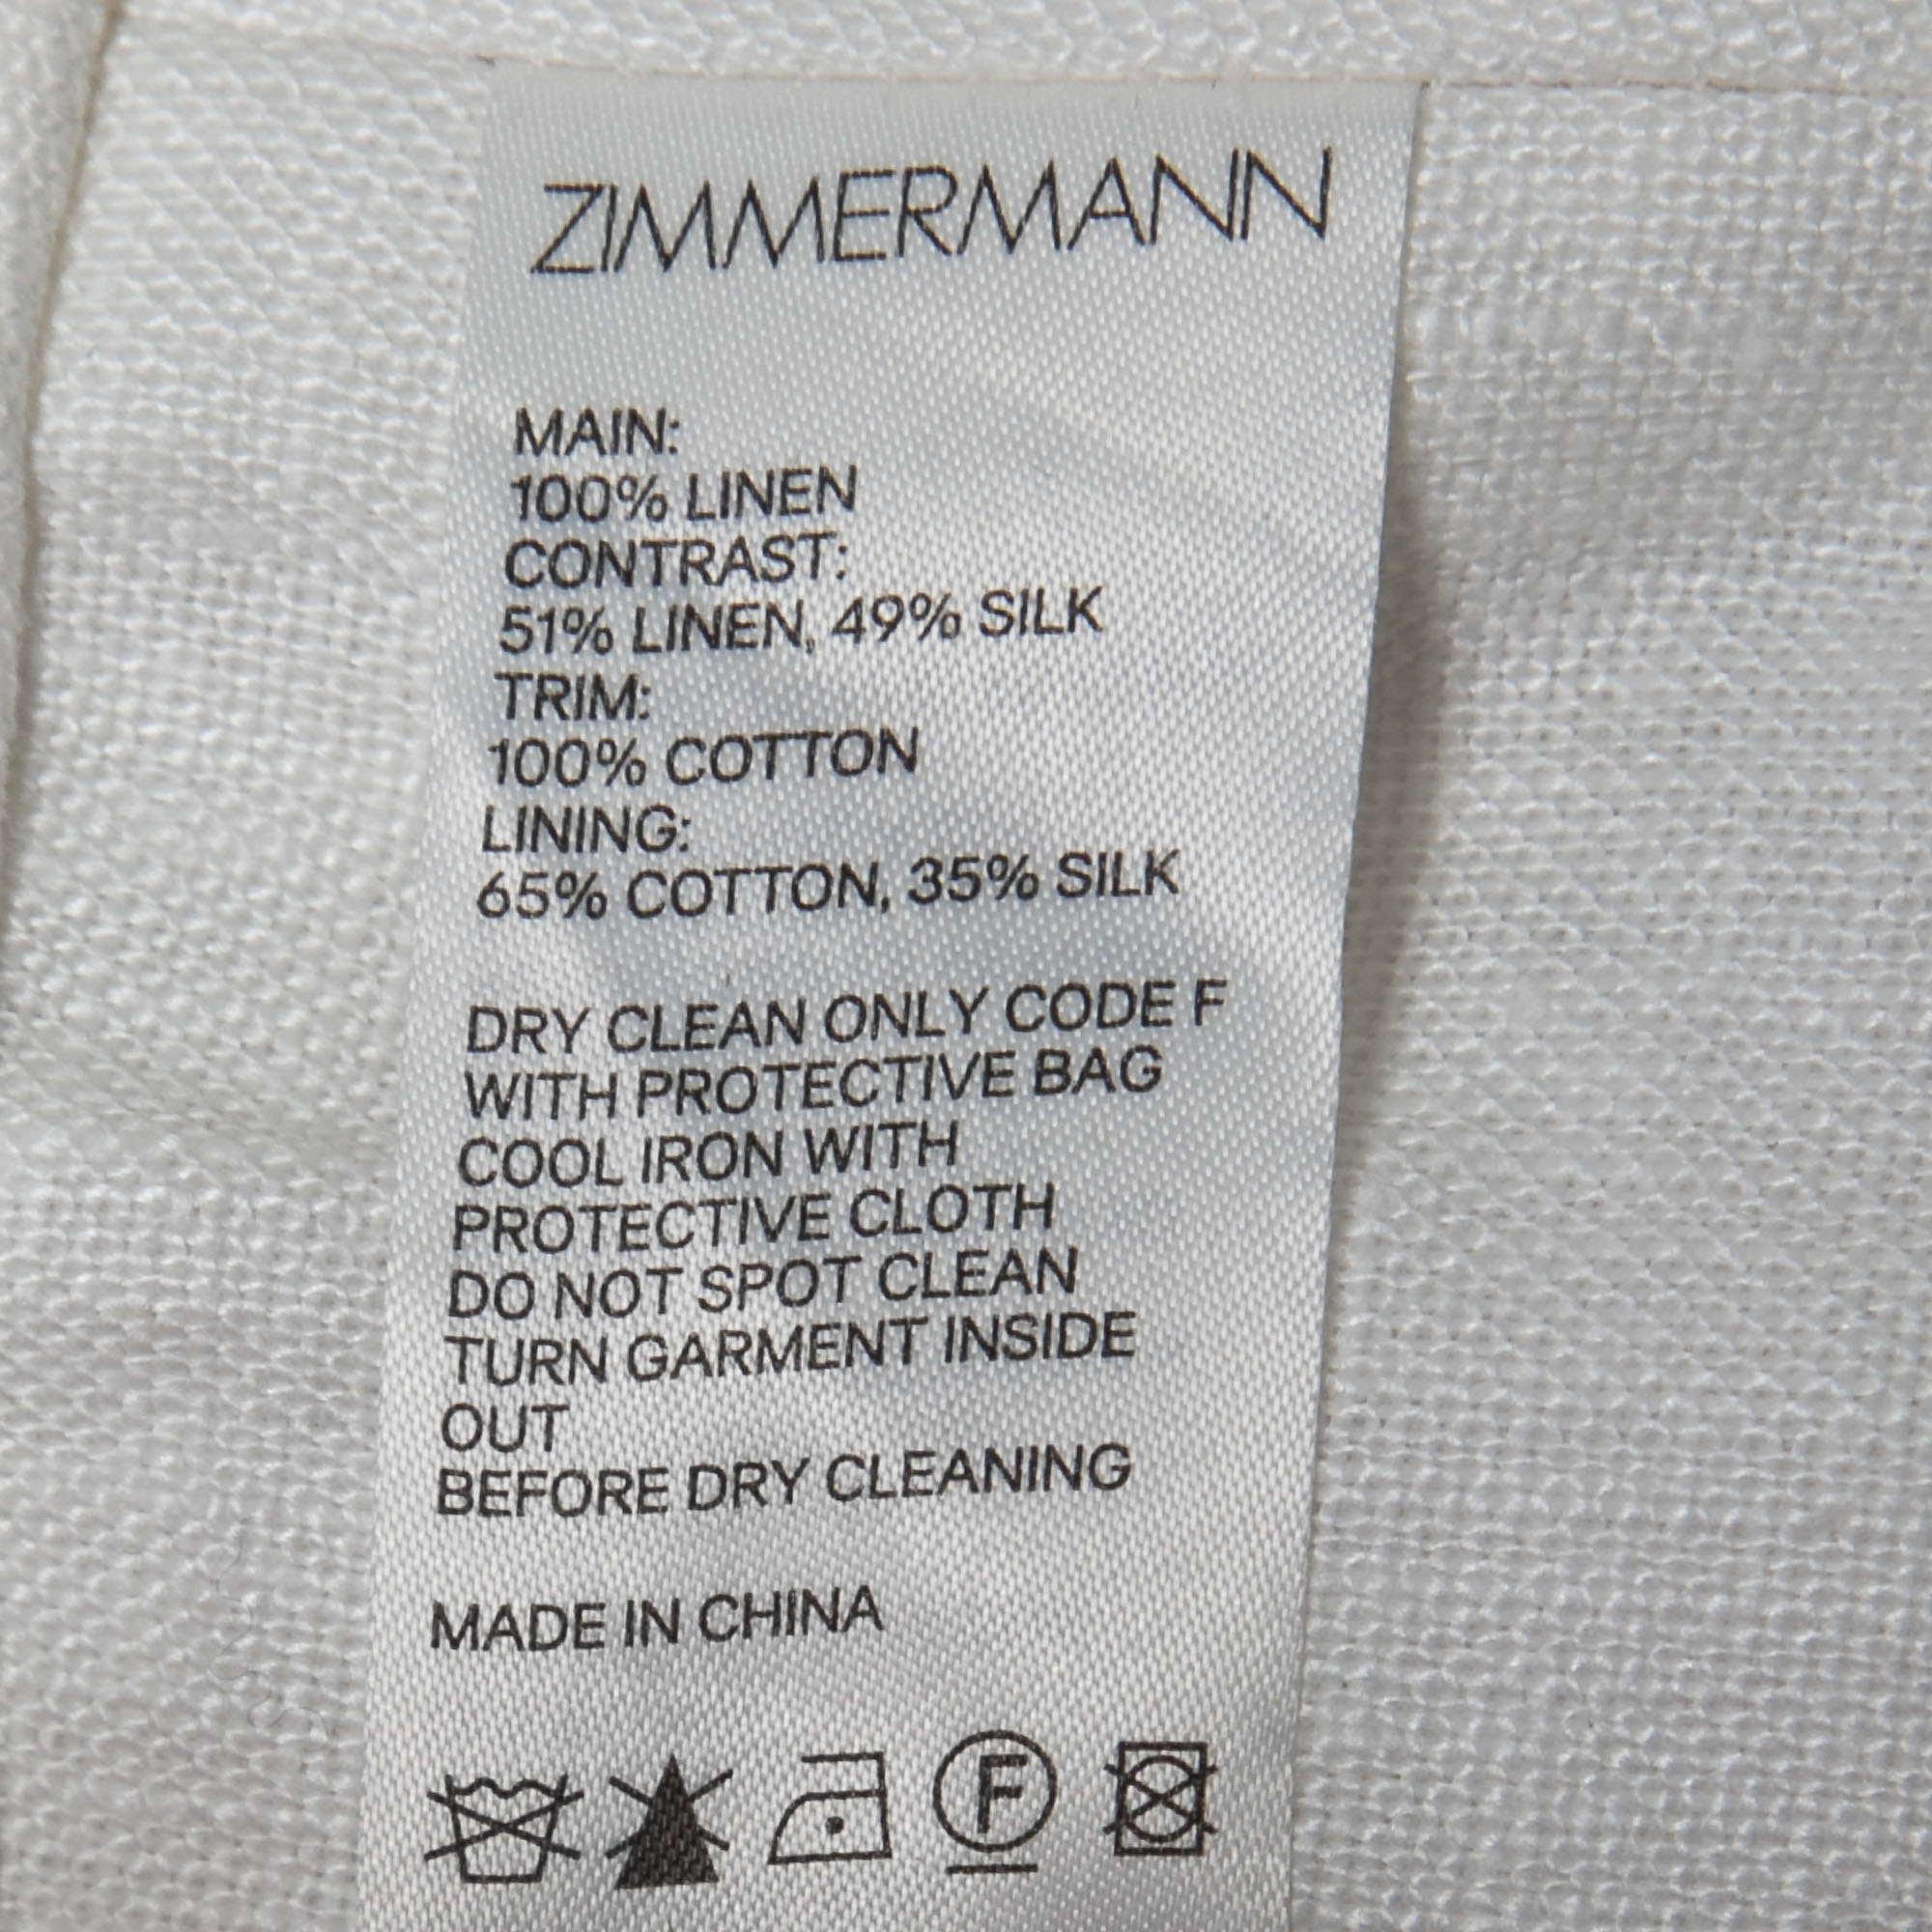 ZIMMERMANN
MAIN:
100% LINEN
CONTRAST:
51% LINEN, 49% SILK
TRIM:
100% COTTON
LINING:
65% COTTON, 35% SILK
DRY CLEAN ONLY CODE F
WITH PROTECTIVE BAG
COOL IRON WITH
PROTECTIVE CLOTH
DO NOT SPOT CLEAN
TURN GARMENT INSIDE
OUT
BEFORE DRY CLEANING
MADE IN CHINA
F